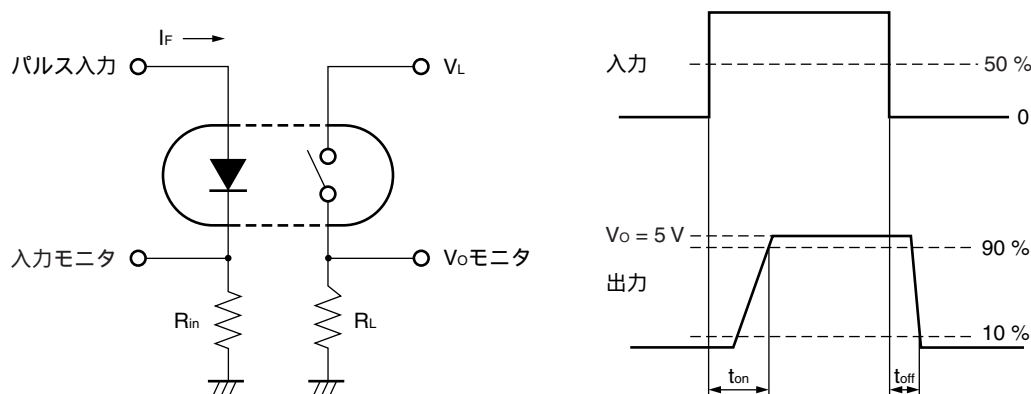 IF
パルス入力
VL
入力モニタ
VOモニタ
Rin
RL
入力
50 %
0
VO = 5 V
90 %
出力
10 %
ton
toff